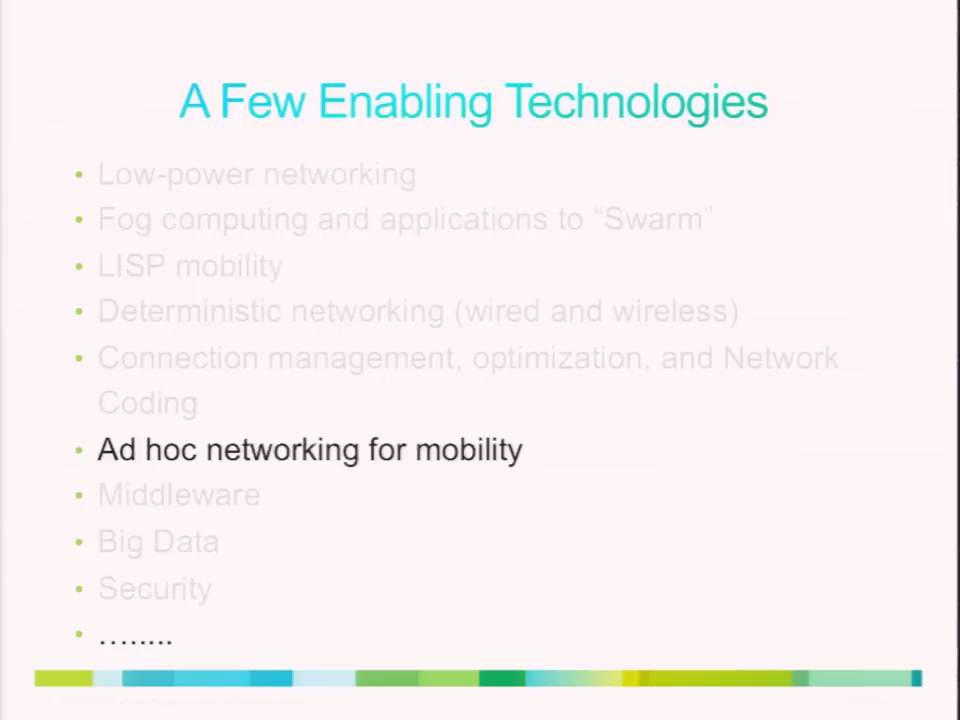 A Few Enabling Technologies
• Low-power networking
• Fog computing and applications to “Swarm”
• LISP mobility
• Deterministic networking (wired and wireless)
• Connection management, optimization, and Network
Coding
• Ad hoc networking for mobility
• Middleware
• Big Data
• Security
• ….....